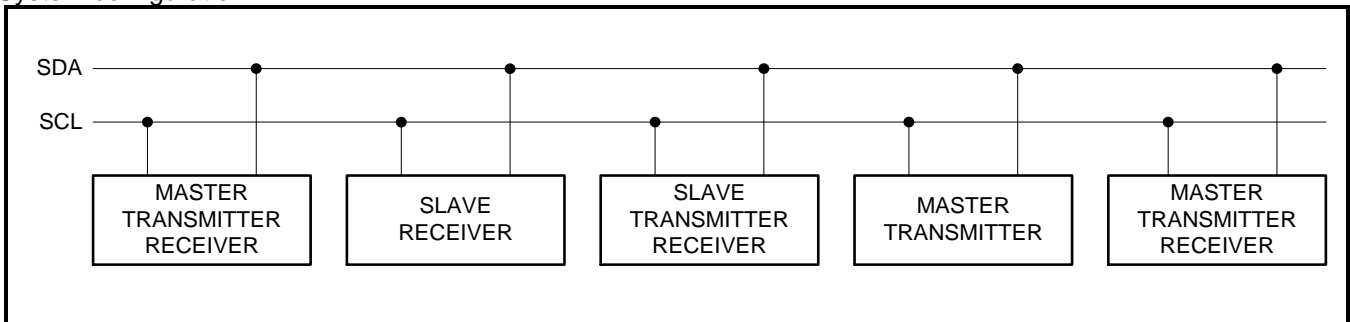 SDA
SCL
MASTER
TRANSMITTER
RECEIVER
SLAVE
RECEIVER
SLAVE
TRANSMITTER
RECEIVER
MASTER
TRANSMITTER
MASTER
TRANSMITTER
RECEIVER